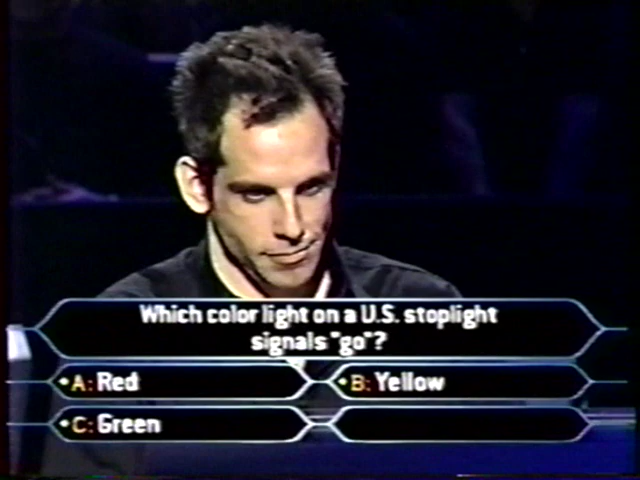 Which color light on a U.S. stoplight
signals "go"?
A: Red
B: Yellow
C: Green